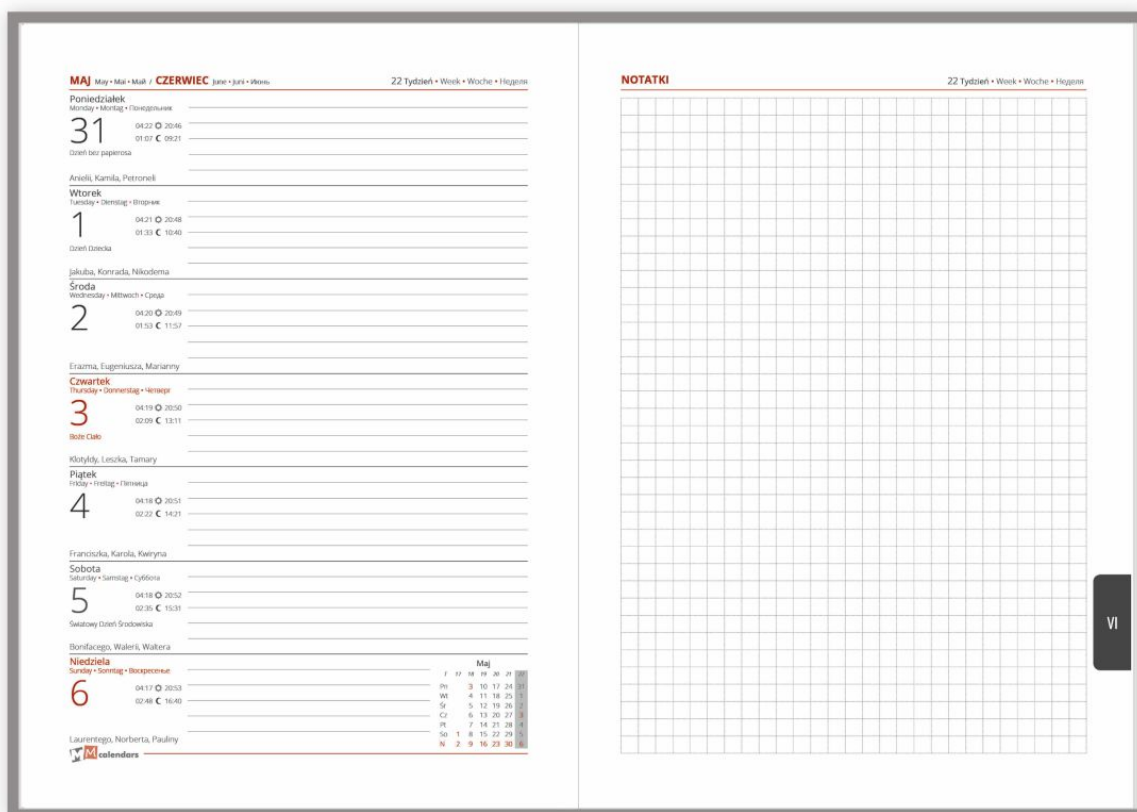 MAJ May • Mai • Май / CZERWIEC June • Juni • Июнь 22 Tydzień • Week • Woche • Неделя
Poniedziałek
Monday • Montag • Понедельник
31 04:22 20:46
01:07 09:21
Dzień bez papierosa
Anielii, Kamila, Petroneli
Wtorek
Tuesday • Dienstag • Вторник
1 04:21 20:48
01:33 10:40
Dzień Dziecka
Jakuba, Konrada, Nikodema
Środa
Wednesday • Mittwoch • Среда
2 04:20 20:49
01:53 11:57
Erazma, Eugeniusza, Marianny
Czwartek
Thursday • Donnerstag • Четверг
3 04:19 20:50
02:09 13:11
Boże Ciało
Klotyldy, Leszka, Tamary
Piątek
Friday • Freitag • Пятница
4 04:18 20:51
02:22 14:21
Franciszka, Karola, Kwiryna
Sobota
Saturday • Samstag • Суббота
5 04:18 20:52
02:35 15:31
Światowy Dzień Środowiska
Bonifacego, Walerii, Waltera
Niedziela
Sunday • Sonntag • Воскресенье
6 04:17 20:53
02:48 16:40
Laurentego, Norberta, Pauliny
Maj
T 17 18 19 20 21 22
Pn 3 10 17 24 31
Wt 4 11 18 25 1
Śr 5 12 19 26 2
Cz 6 13 20 27 3
Pt 7 14 21 28 4
So 1 8 15 22 29 5
N 2 9 16 23 30 6
M calendars
NOTATKI 22 Tydzień • Week • Woche • Неделя
VI